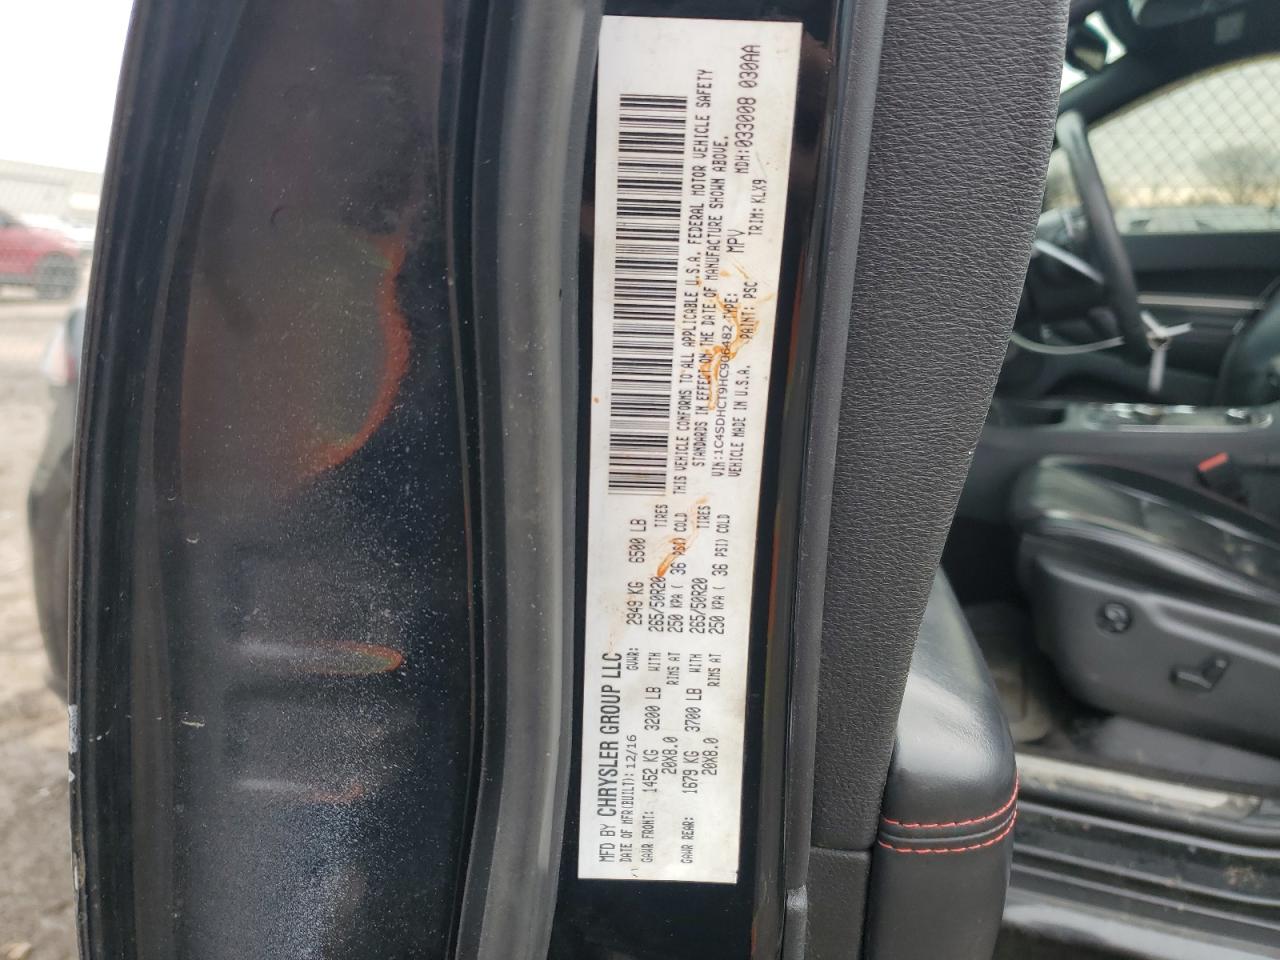 MFD BY CHRYSLER GROUP LLC
DATE OF MFR(BUILT): 12/16 GVWR: 2949 KG 6500 LB
GAWR FRONT: 1452 KG 3200 LB WITH 265/50R20 TIRES
20X8.0 RIMS AT 250 KPA ( 36 PSI) COLD
GAWR REAR: 1679 KG 3700 LB WITH 265/50R20 TIRES
20X8.0 RIMS AT 250 KPA ( 36 PSI) COLD
THIS VEHICLE CONFORMS TO ALL APPLICABLE U.S.A. FEDERAL MOTOR VEHICLE SAFETY
STANDARDS IN EFFECT ON THE DATE OF MANUFACTURE SHOWN ABOVE.
VIN:1C4SDHCT9HC906482 TYPE: MPV MDH:033008 030AA
VEHICLE MADE IN U.S.A. PAINT: PSC TRIM:KLX9